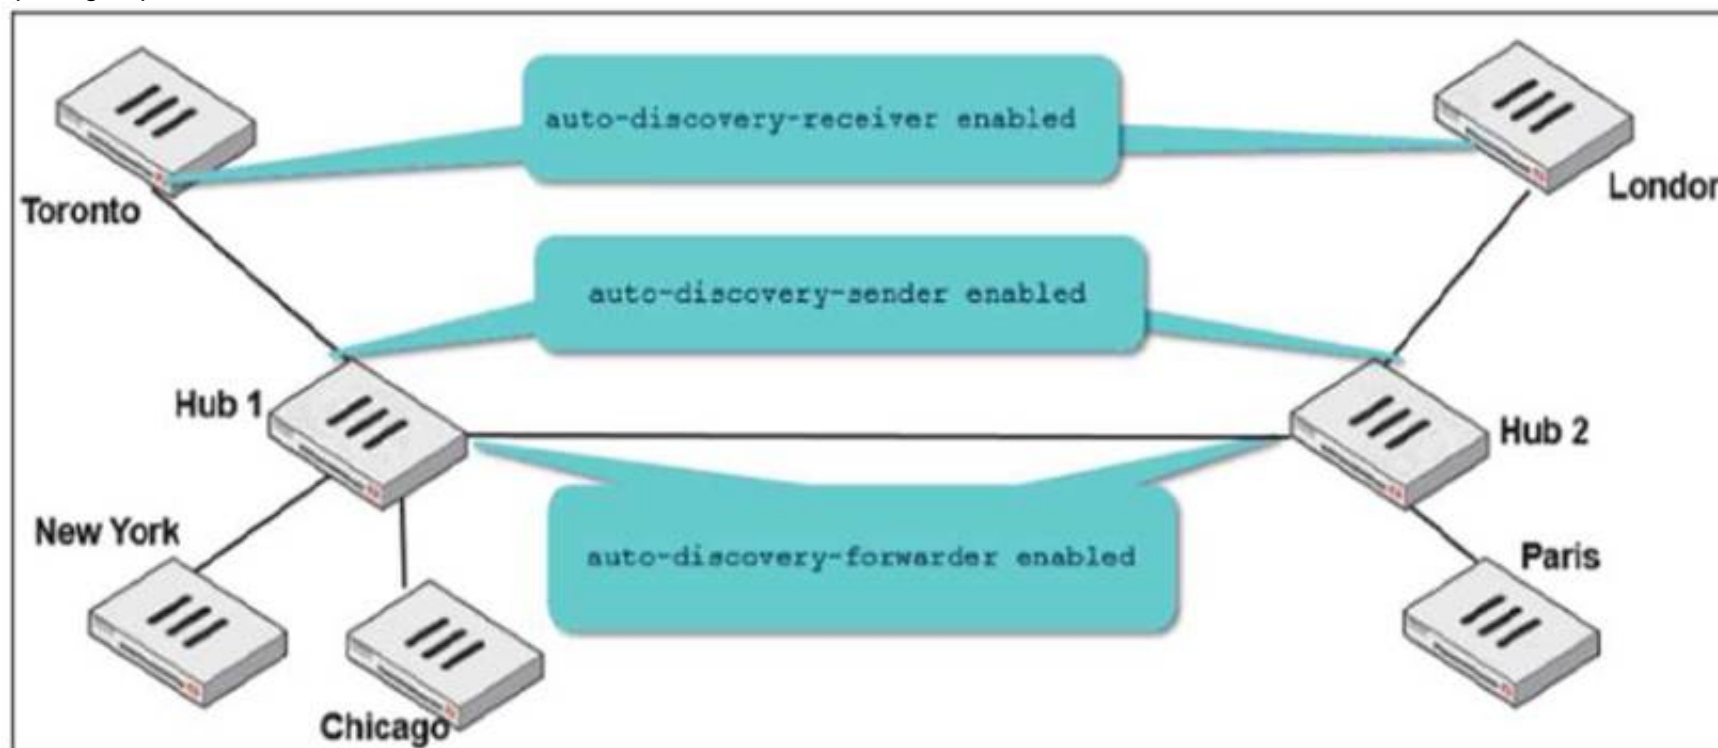 auto-discovery-receiver enabled
Toronto
London
auto-discovery-sender enabled
Hub 1
Hub 2
New York
auto-discovery-forwarder enabled
Paris
Chicago